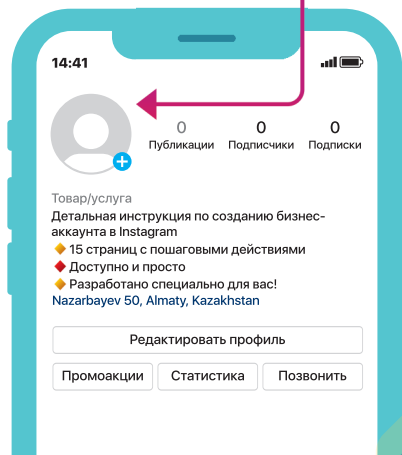 14:41
0 0 0
Публикации Подписчики Подписки
Товар/услуга
Детальная инструкция по созданию бизнес-
аккаунта в Instagram
15 страниц с пошаговыми действиями
Доступно и просто
Разработано специально для вас!
Nazarbayev 50, Almaty, Kazakhstan
Редактировать профиль
Промоакции Статистика Позвонить